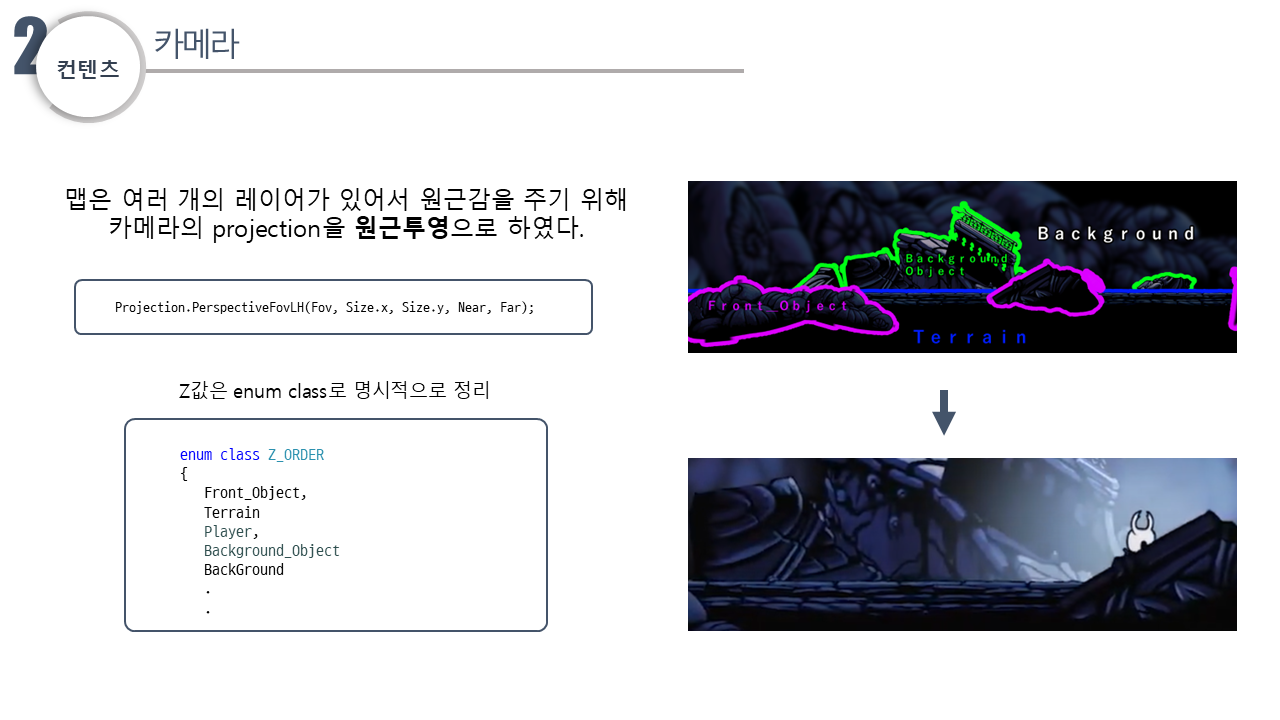 2
컨텐츠
카메라
맵은 여러 개의 레이어가 있어서 원근감을 주기 위해
카메라의 projection을 원근투영으로 하였다.
Projection.PerspectiveFovLH(Fov, Size.x, Size.y, Near, Far);
Z값은 enum class로 명시적으로 정리
enum class Z_ORDER
{
Front_Object,
Terrain
Player,
Background_Object
BackGround
.
.
Background
Background
Object
Front Object
Terrain